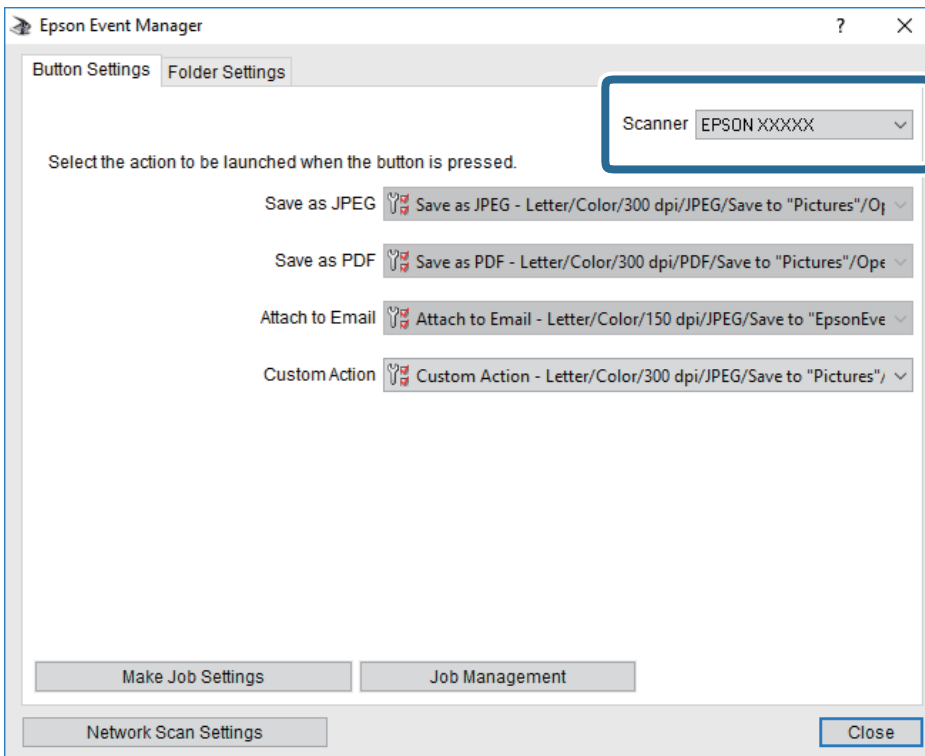 Epson Event Manager
Button Settings Folder Settings
Scanner EPSON XXXXX
Select the action to be launched when the button is pressed.
Save as JPEG Save as JPEG - Letter/Color/300 dpi/JPEG/Save to "Pictures"/Op
Save as PDF Save as PDF - Letter/Color/300 dpi/PDF/Save to "Pictures"/Ope
Attach to Email Attach to Email - Letter/Color/150 dpi/JPEG/Save to "EpsonEve
Custom Action Custom Action - Letter/Color/300 dpi/JPEG/Save to "Pictures"/
Make Job Settings Job Management
Network Scan Settings Close